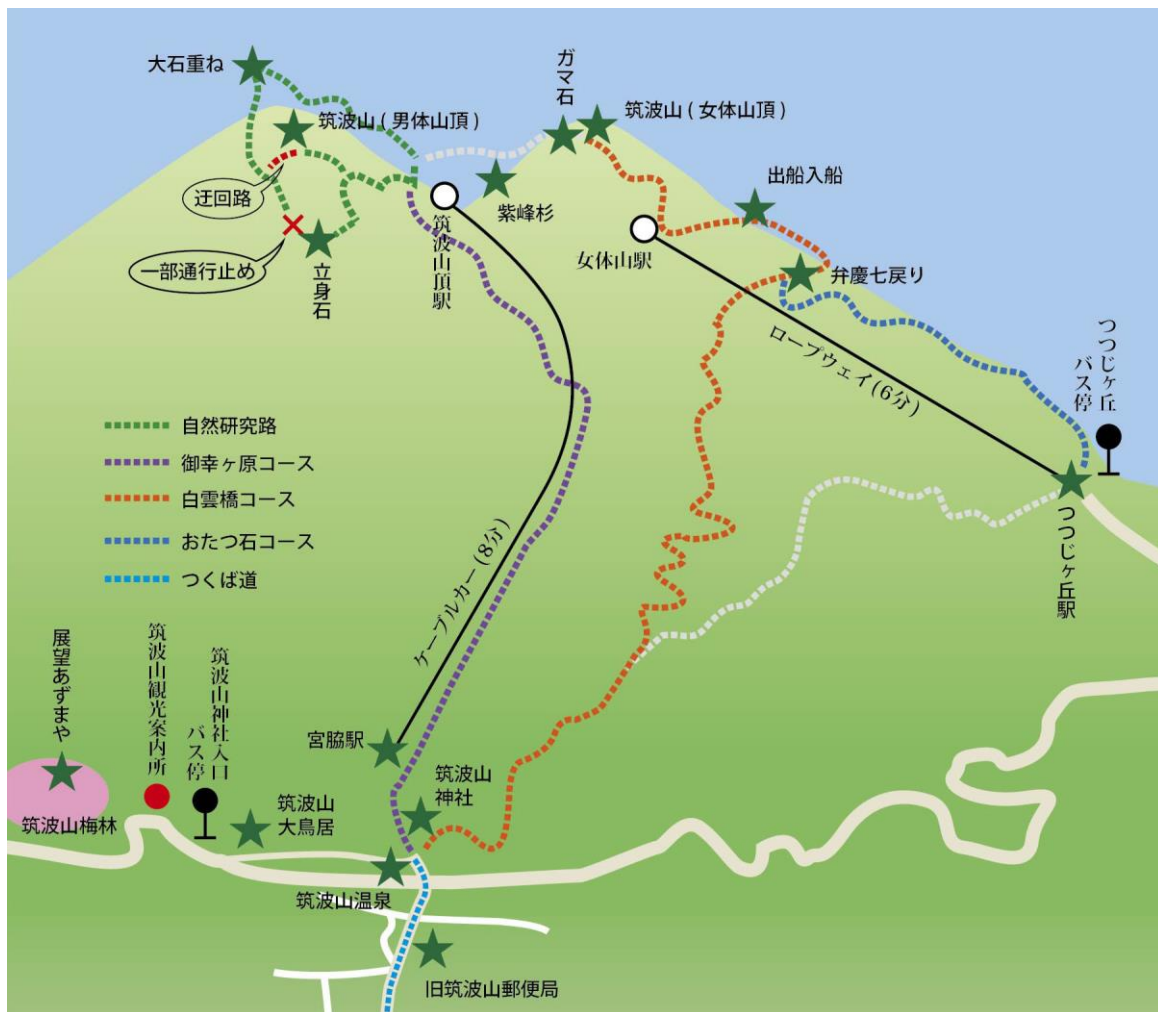 大石重ね
ガマ石
筑波山(男体山頂)
筑波山(女体山頂)
迂回路
出船入船
紫峰杉
一部通行止め
立身石
筑波山頂駅
女体山駅
弁慶七戻り
ロープウェイ(6分)
つつじヶ丘
バス停
自然研究路
御幸ヶ原コース
白雲橋コース
おたつ石コース
つくば道
ケーブルカー(8分)
つつじヶ丘駅
展望あずまや
筑波山観光案内所
筑波山神社入口
バス停
宮脇駅
筑波山
神社
筑波山
大鳥居
筑波山梅林
筑波山温泉
旧筑波山郵便局